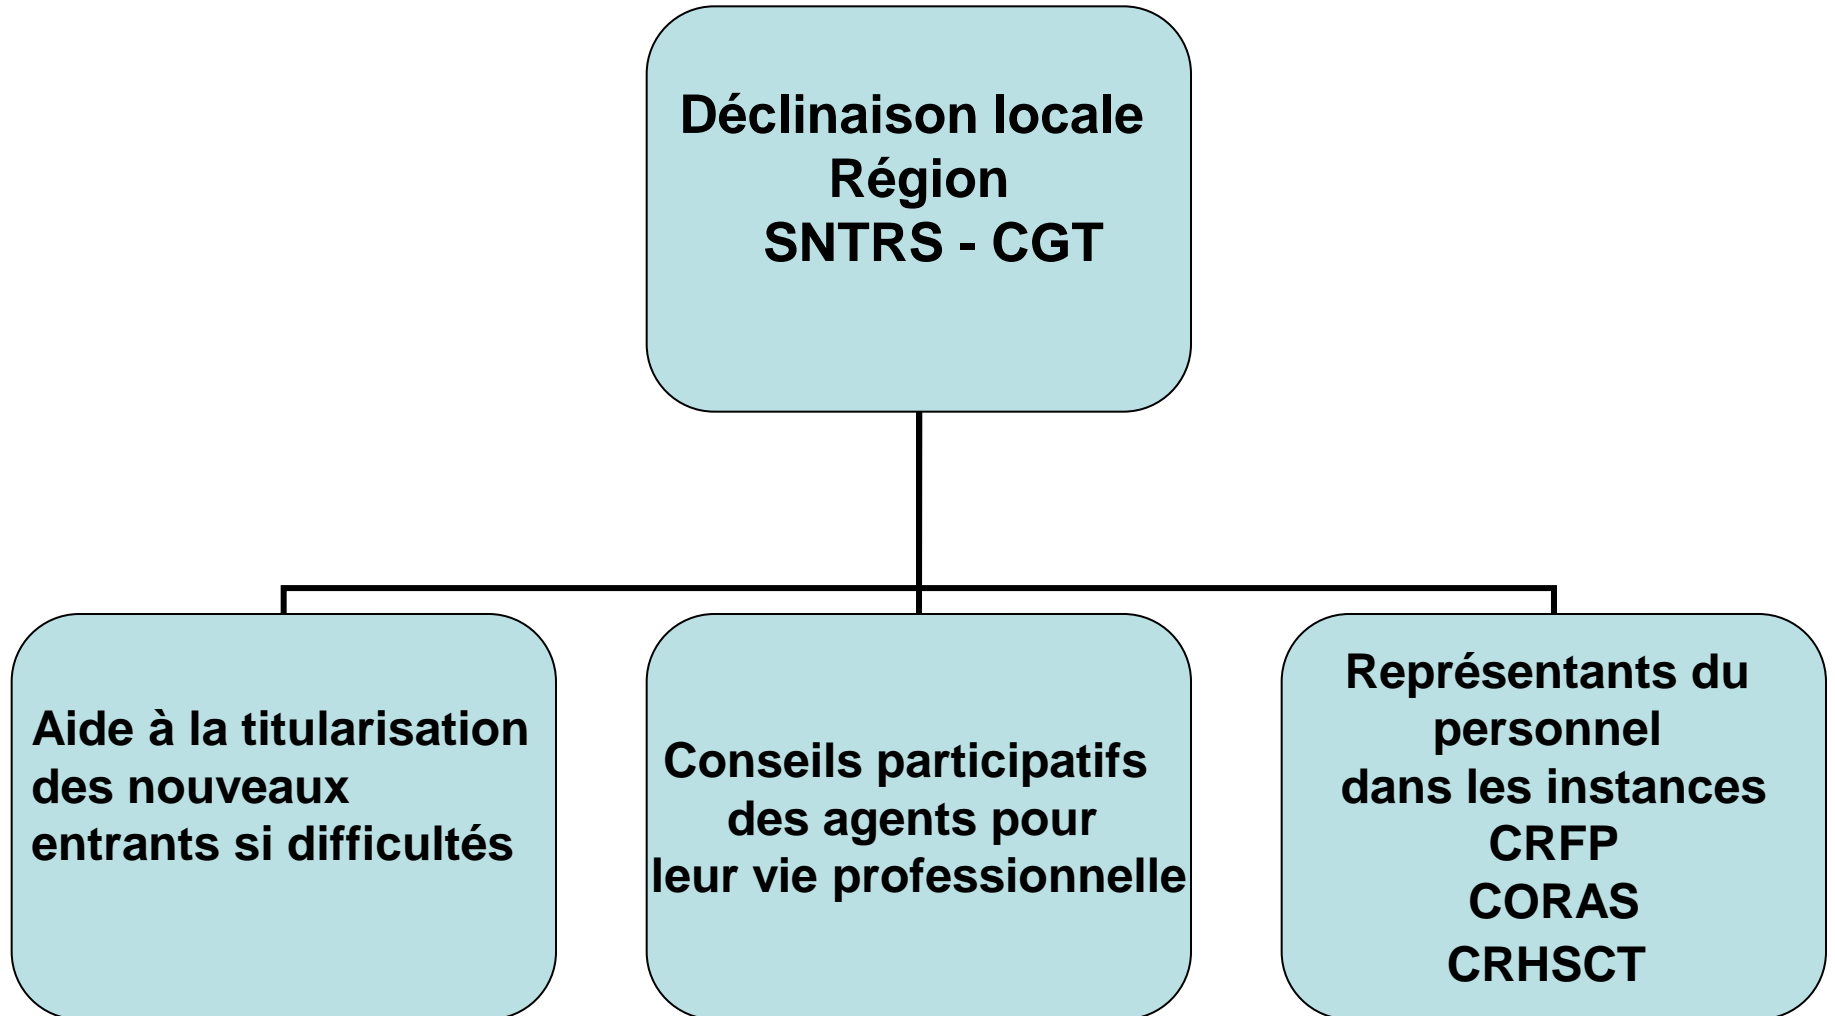 Déclinaison locale
Région
SNTRS - CGT
Aide à la titularisation
des nouveaux
entrants si difficultés
Conseils participatifs
des agents pour
leur vie professionnelle
Représentants du
personnel
dans les instances
CRFP
CORAS
CRHSCT